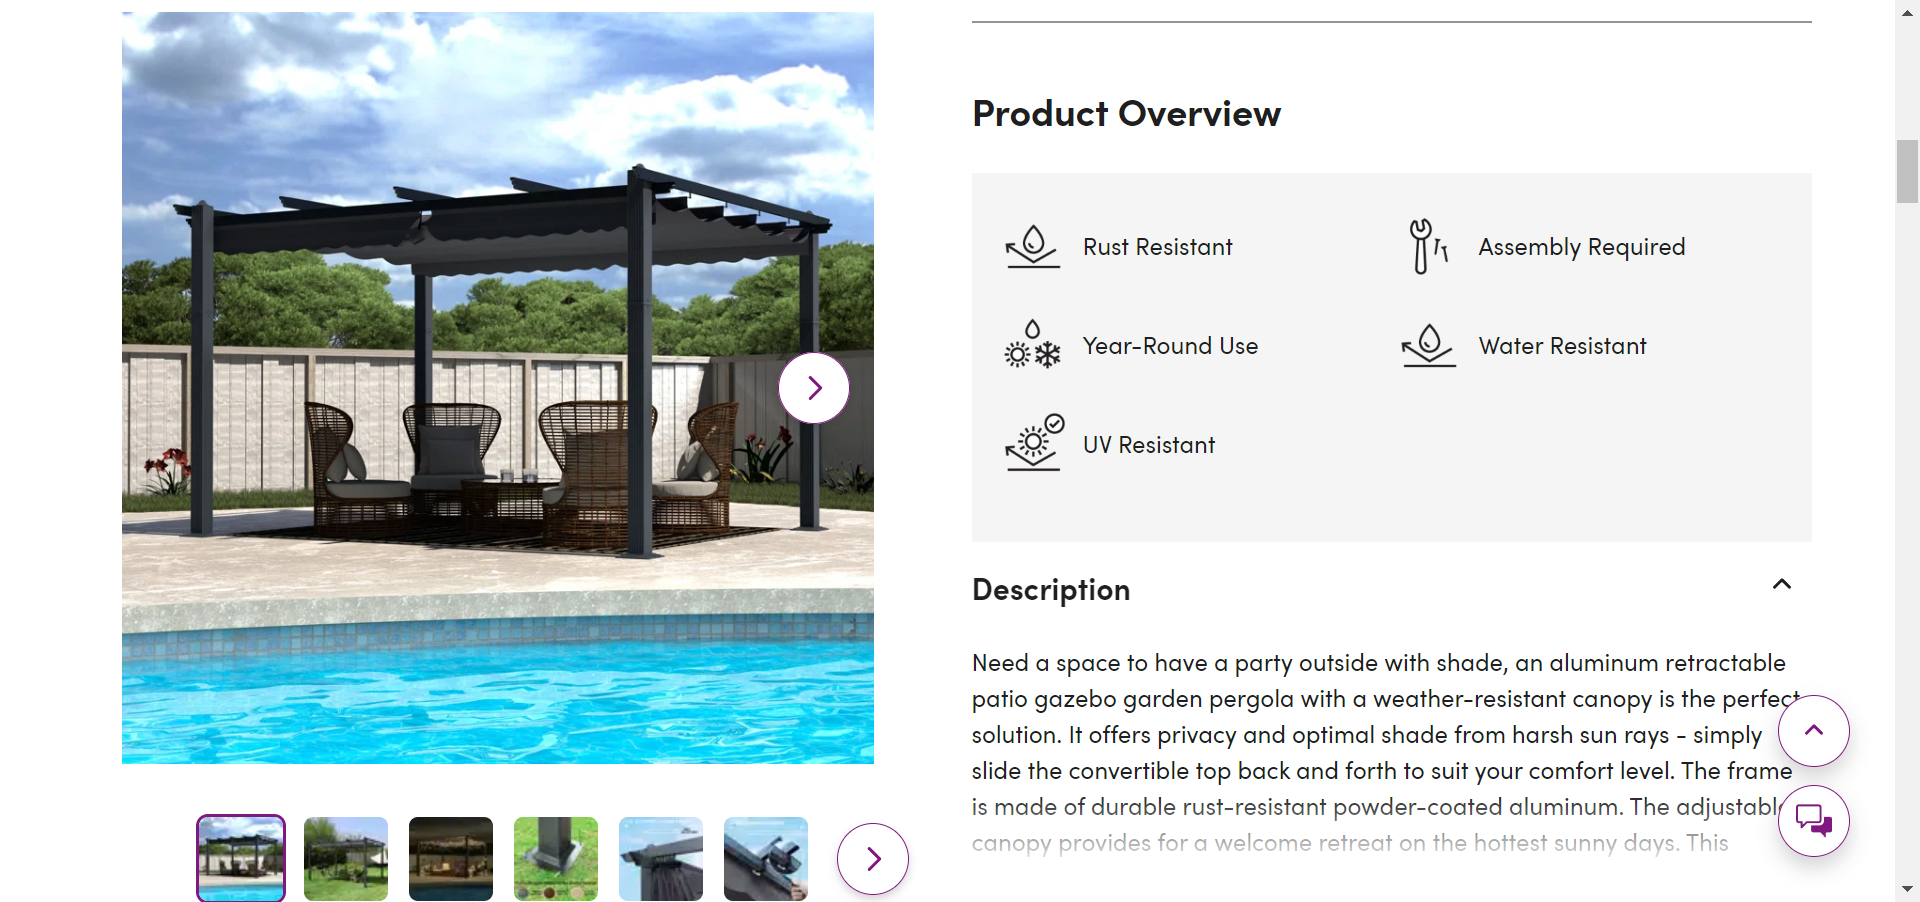 Product Overview
Rust Resistant
Assembly Required
Year-Round Use
Water Resistant
UV Resistant
Description
Need a space to have a party outside with shade, an aluminum retractable
patio gazebo garden pergola with a weather-resistant canopy is the perfect
solution. It offers privacy and optimal shade from harsh sun rays - simply
slide the convertible top back and forth to suit your comfort level. The frame
is made of durable rust-resistant powder-coated aluminum. The adjustable
canopy provides for a welcome retreat on the hottest sunny days. This